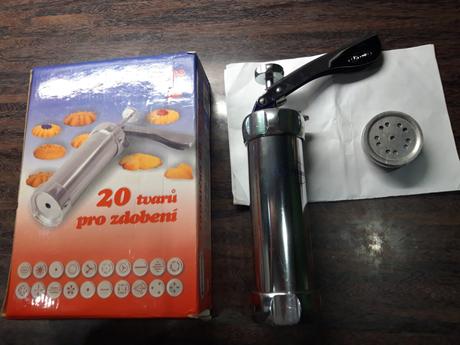 20 tvarů
pro zdobení